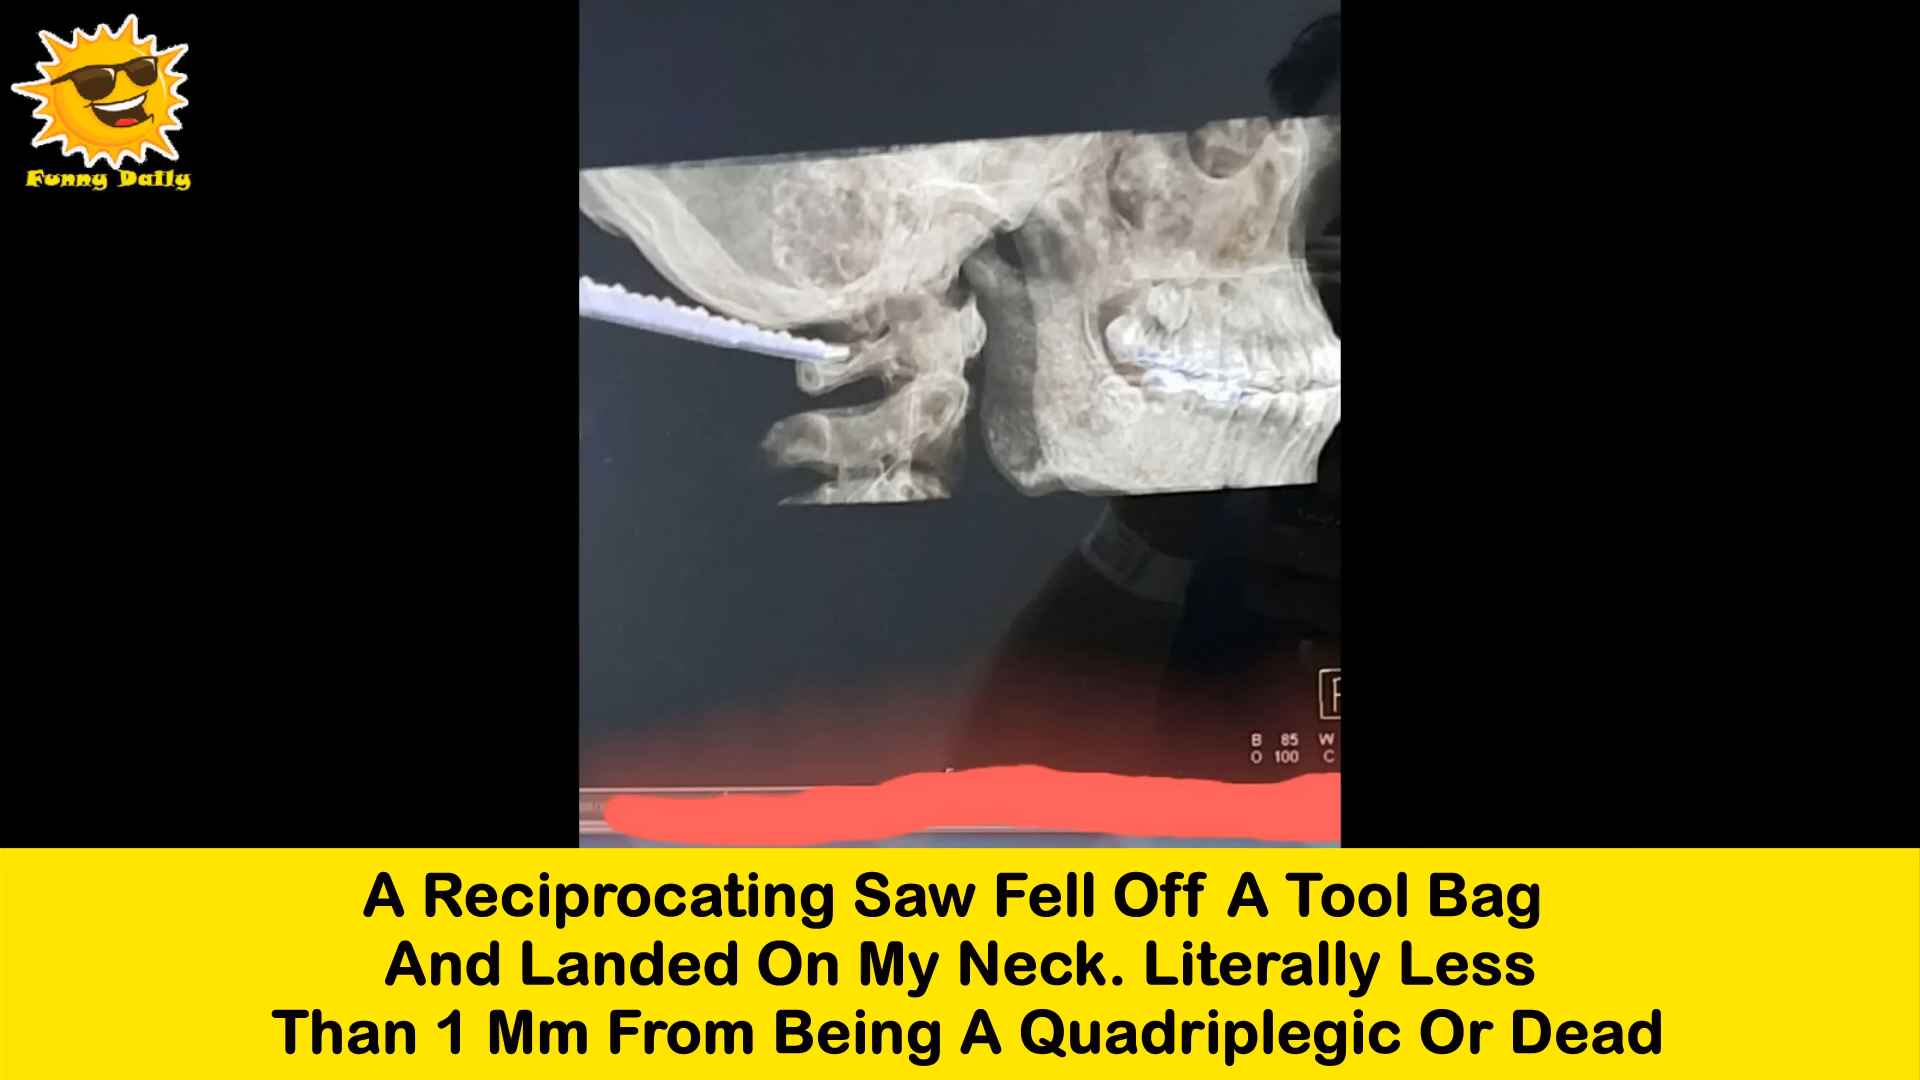 Funny Daily
B 85 W
O 100 C
A Reciprocating Saw Fell Off A Tool Bag
And Landed On My Neck. Literally Less
Than 1 Mm From Being A Quadriplegic Or Dead